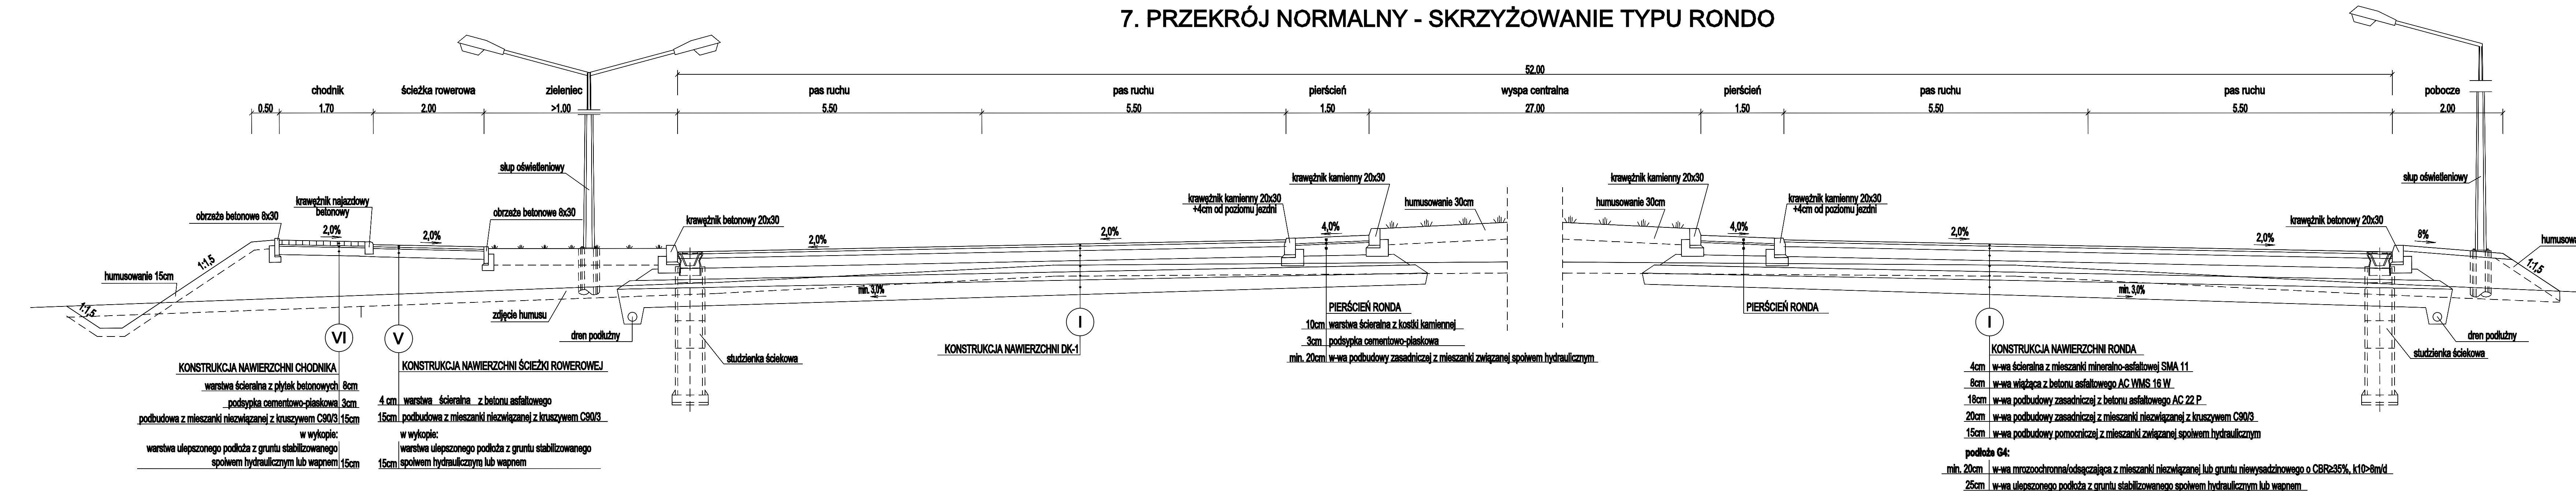 7. PRZEKRÓJ NORMALNY - SKRZYŻOWANIE TYPU RONDO
52.00
chodnik ścieżka rowerowa zieleniec pas ruchu pas ruchu pierścień wyspa centralna pierścień pas ruchu pas ruchu pobocze
0.50 1.70 2.00 >1.00 5.50 5.50 1.50 27.00 1.50 5.50 5.50 2.00
słup oświetleniowy
słup oświetleniowy
krawężnik kamienny 20x30
krawężnik kamienny 20x30
krawężnik najazdowy
betonowy
krawężnik kamienny 20x30
+4cm od poziomu jezdni
humusowanie 30cm
humusowanie 30cm
krawężnik kamienny 20x30
+4cm od poziomu jezdni
obrzeże betonowe 8x30
obrzeże betonowe 8x30
krawężnik betonowy 20x30
krawężnik betonowy 20x30
2,0% 2,0% 2,0% 2,0% 4,0% 4,0% 2,0% 2,0% 8%
humusowanie 15cm
1:1,5
1:1,5
1:1,5
min. 3,0%
min. 3,0%
zdjęcie humusu
dren podłużny
studzienka ściekowa
dren podłużny
studzienka ściekowa
VI
V
I
I
KONSTRUKCJA NAWIERZCHNI DK-1
PIERŚCIEŃ RONDA
10cm warstwa ścieralna z kostki kamiennej
3cm podsypka cementowo-piaskowa
min. 20cm w-wa podbudowy zasadniczej z mieszanki związanej spoiwem hydraulicznym
PIERŚCIEŃ RONDA
KONSTRUKCJA NAWIERZCHNI CHODNIKA
warstwa ścieralna z płytek betonowych 8cm
podsypka cementowo-piaskowa 3cm
podbudowa z mieszanki niezwiązanej z kruszywem C90/3 15cm
w wykopie:
warstwa ulepszonego podłoża z gruntu stabilizowanego
spoiwem hydraulicznym lub wapnem 15cm
KONSTRUKCJA NAWIERZCHNI ŚCIEŻKI ROWEROWEJ
4 cm warstwa ścieralna z betonu asfaltowego
15cm podbudowa z mieszanki niezwiązanej z kruszywem C90/3
w wykopie:
warstwa ulepszonego podłoża z gruntu stabilizowanego
15cm spoiwem hydraulicznym lub wapnem
KONSTRUKCJA NAWIERZCHNI RONDA
4cm w-wa ścieralna z mieszanki mineralno-asfaltowej SMA 11
8cm w-wa wiążąca z betonu asfaltowego AC WMS 16 W
18cm w-wa podbudowy zasadniczej z betonu asfaltowego AC 22 P
20cm w-wa podbudowy zasadniczej z mieszanki niezwiązanej z kruszywem C90/3
15cm w-wa podbudowy pomocniczej z mieszanki związanej spoiwem hydraulicznym
podłoże G4:
min. 20cm w-wa mrozoochronna/odsączająca z mieszanki niezwiązanej lub gruntu niewysadzinowego o CBR≥35%, k10>8m/d
25cm w-wa ulepszonego podłoża z gruntu stabilizowanego spoiwem hydraulicznym lub wapnem